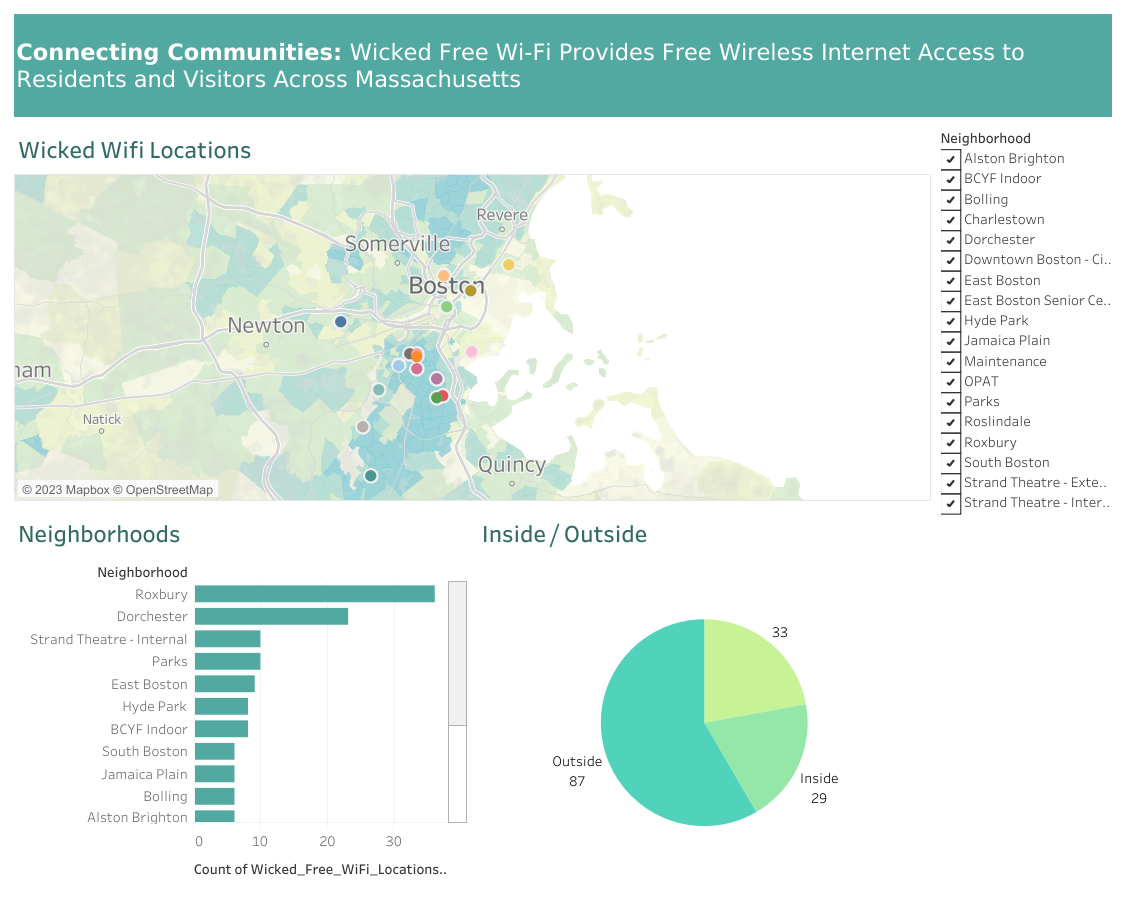 Connecting Communities: Wicked Free Wi-Fi Provides Free Wireless Internet Access to
Residents and Visitors Across Massachusetts
Wicked Wifi Locations
Revere
Somerville
Boston
Newton
ham
Natick
Quincy
© 2023 Mapbox © OpenStreetMap
Neighborhood
Alston Brighton
BCYF Indoor
Bolling
Charlestown
Dorchester
Downtown Boston - Ci..
East Boston
East Boston Senior Ce..
Hyde Park
Jamaica Plain
Maintenance
OPAT
Parks
Roslindale
Roxbury
South Boston
Strand Theatre - Exte..
Strand Theatre - Inter..
Neighborhoods
Neighborhood
Roxbury
Dorchester
Strand Theatre - Internal
Parks
East Boston
Hyde Park
BCYF Indoor
South Boston
Jamaica Plain
Bolling
Alston Brighton
0 10 20 30
Count of Wicked_Free_WiFi_Locations..
Inside / Outside
33
Outside
87
Inside
29